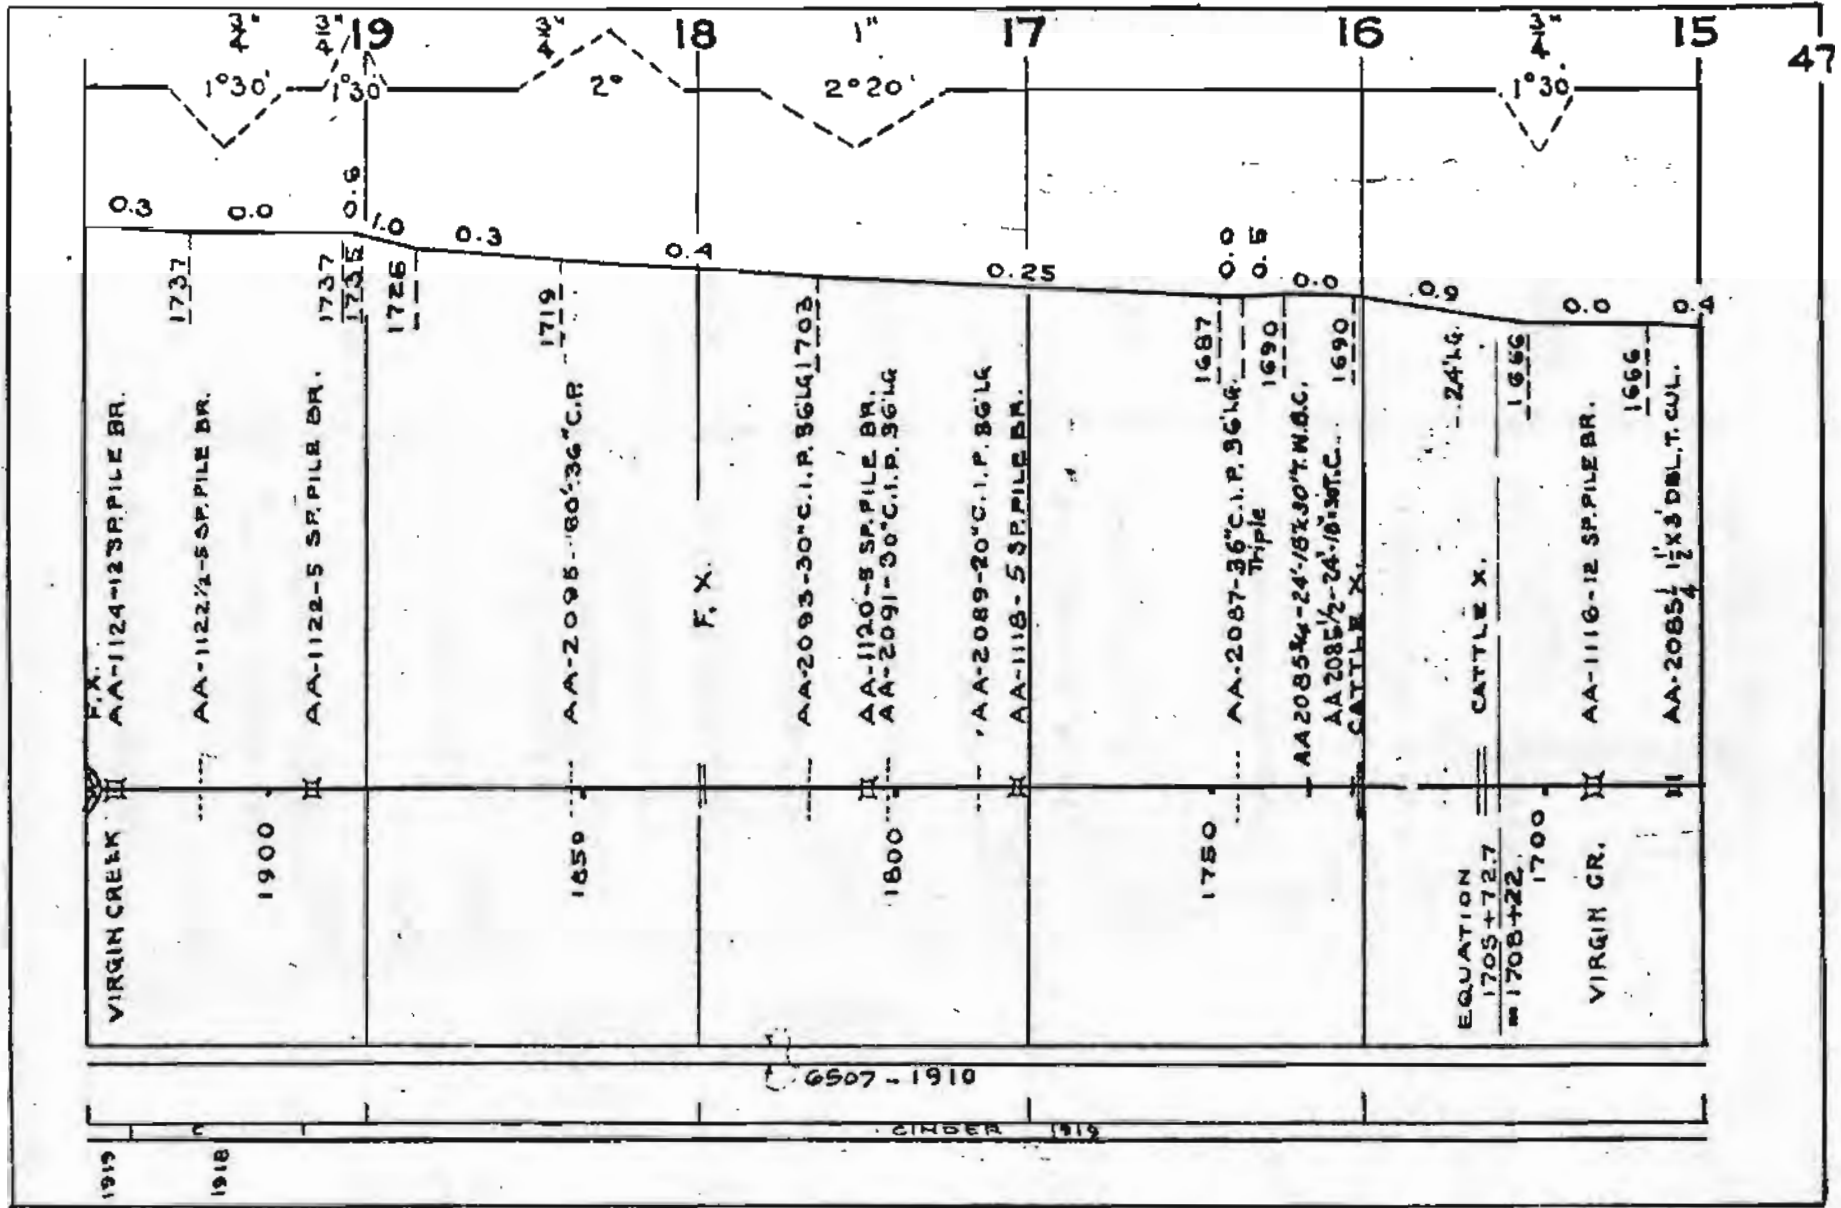 3/4" 3/4" 19 3/4" 18 1" 17 16 3/4" 15
47
1°30' 1°30' 2° 2°20' 1°30'
0.3 0.0 0.6 1.0 0.3 0.4 0.25 0.0 0.5 0.0 0.9 0.0 0.4
1737 1737 1735 1726 1719 1703 1687 1690 1690 1666 1666
F.X.
AA-1124-12 SP. PILE BR.
AA-1122½-5 SP. PILE BR.
AA-1122-5 SP. PILE BR.
AA-2095-80'-36" C.P.
F.X.
AA-2093-30" C.I.P. 36' LG
AA-1120-5 SP. PILE BR.
AA-2091-30" C.I.P. 36' LG
AA-2089-20" C.I.P. 36' LG
AA-1118-5 SP. PILE BR.
AA-2087-36" C.I.P. 36' LG.
Triple
AA2085¾-24'-18"X30" T.W.B.C.
AA2085½-24'-18"X30" T.C.
CATTLE X.
24' LG.
CATTLE X.
AA-1116-12 SP. PILE BR.
AA-2085¼ 1½' X 3' DBL. T. CUL.
VIRGIN CREEK
1900
1850
1800
1750
EQUATION
1705+72.7
= 1708+22.
1700
VIRGIN CR.
6507-1910
2 1 CINDER 1919
1919 1918